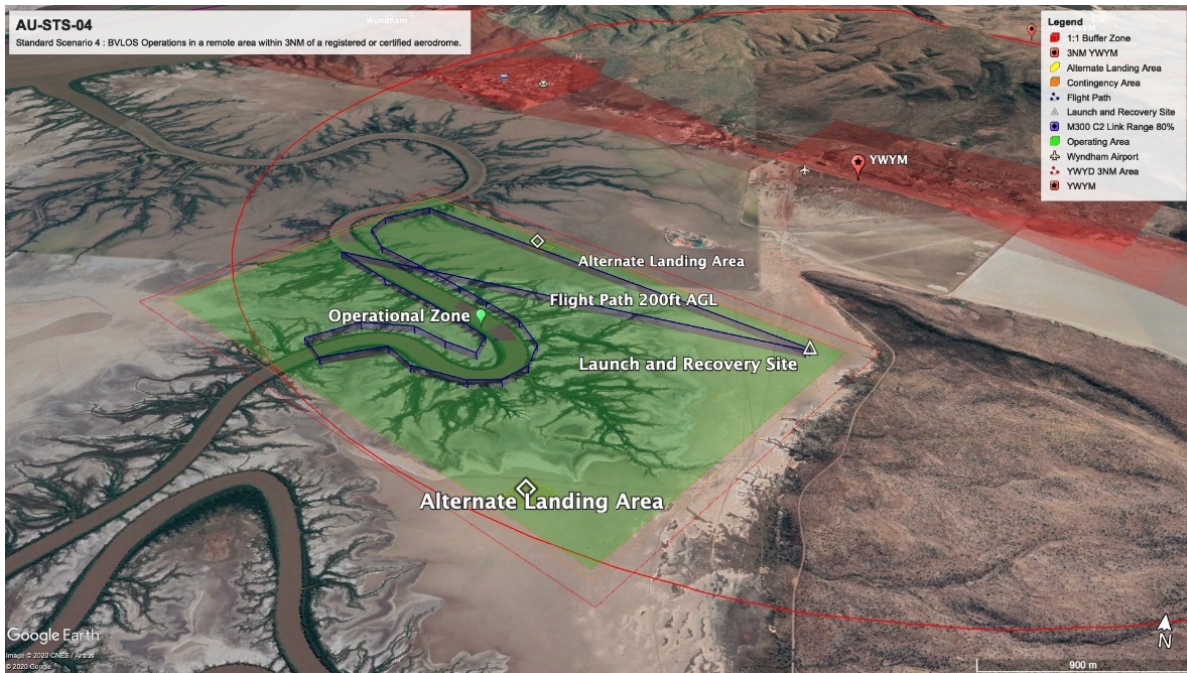 AU-STS-04
Standard Scenario 4 : BVLOS Operations in a remote area within 3NM of a registered or certified aerodrome.
Wyndham
Legend
1:1 Buffer Zone
3NM YWYM
Alternate Landing Area
Contingency Area
Flight Path
Launch and Recovery Site
M300 C2 Link Range 80%
Operating Area
Wyndham Airport
YWYD 3NM Area
YWYM
H
YWYM
Alternate Landing Area
Flight Path 200ft AGL
Operational Zone
Launch and Recovery Site
Alternate Landing Area
Google Earth
Image © 2020 CNES / Airbus
© 2020 Google
N
900 m